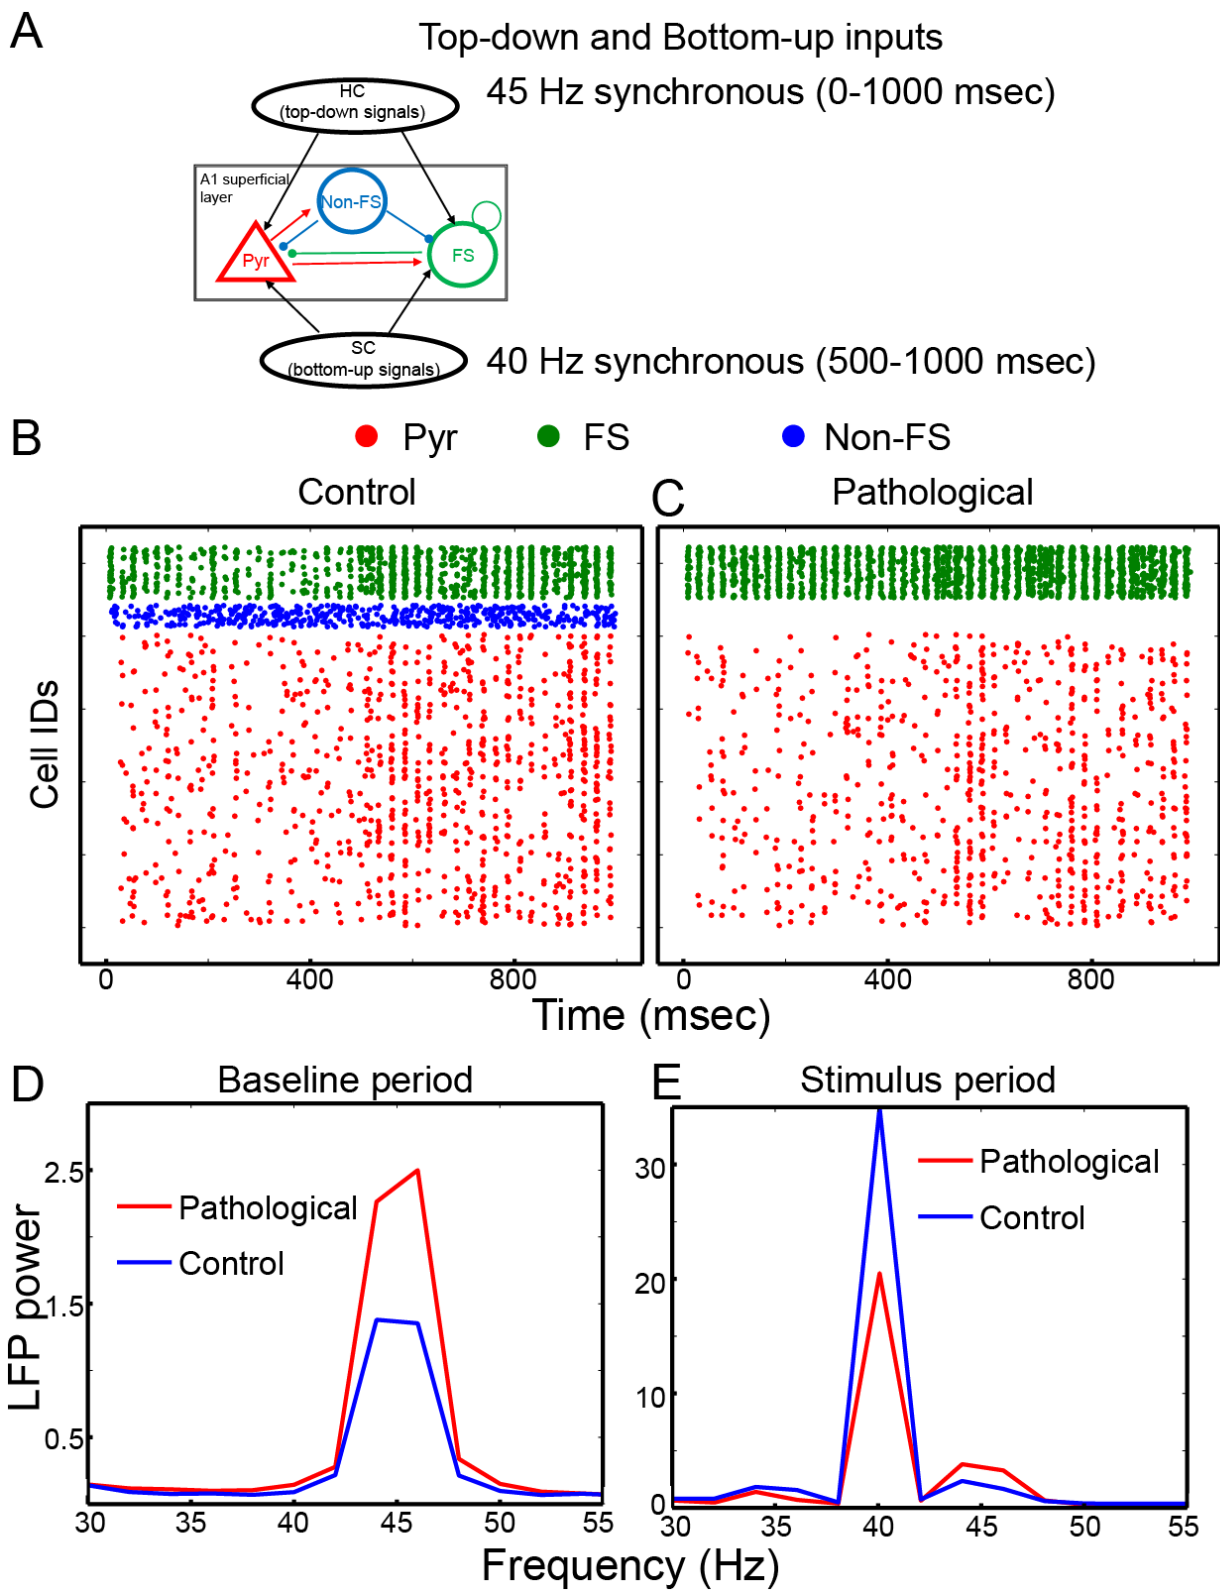 A
Top-down and Bottom-up inputs
HC
(top-down signals)
45 Hz synchronous (0-1000 msec)
A1 superficial
layer
Non-FS
Pyr
FS
SC
(bottom-up signals)
40 Hz synchronous (500-1000 msec)
B
Pyr
FS
Non-FS
Control
C
Pathological
Cell IDs
0
400
800
0
400
800
Time (msec)
D
Baseline period
LFP power
2.5
1.5
0.5
Pathological
Control
30
40
45
50
55
E
Stimulus period
30
20
10
0
Pathological
Control
30
35
40
45
50
55
Frequency (Hz)